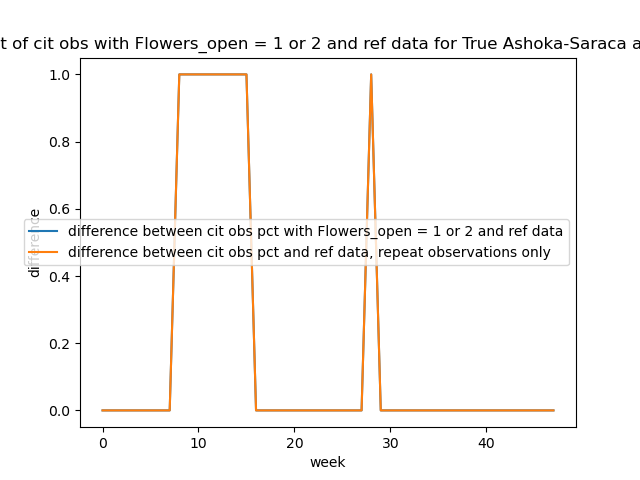 t of cit obs with Flowers_open = 1 or 2 and ref data for True Ashoka-Saraca a
1.0
0.8
0.6
0.4
0.2
0.0
difference
difference between cit obs pct with Flowers_open = 1 or 2 and ref data
difference between cit obs pct and ref data, repeat observations only
0 10 20 30 40
week